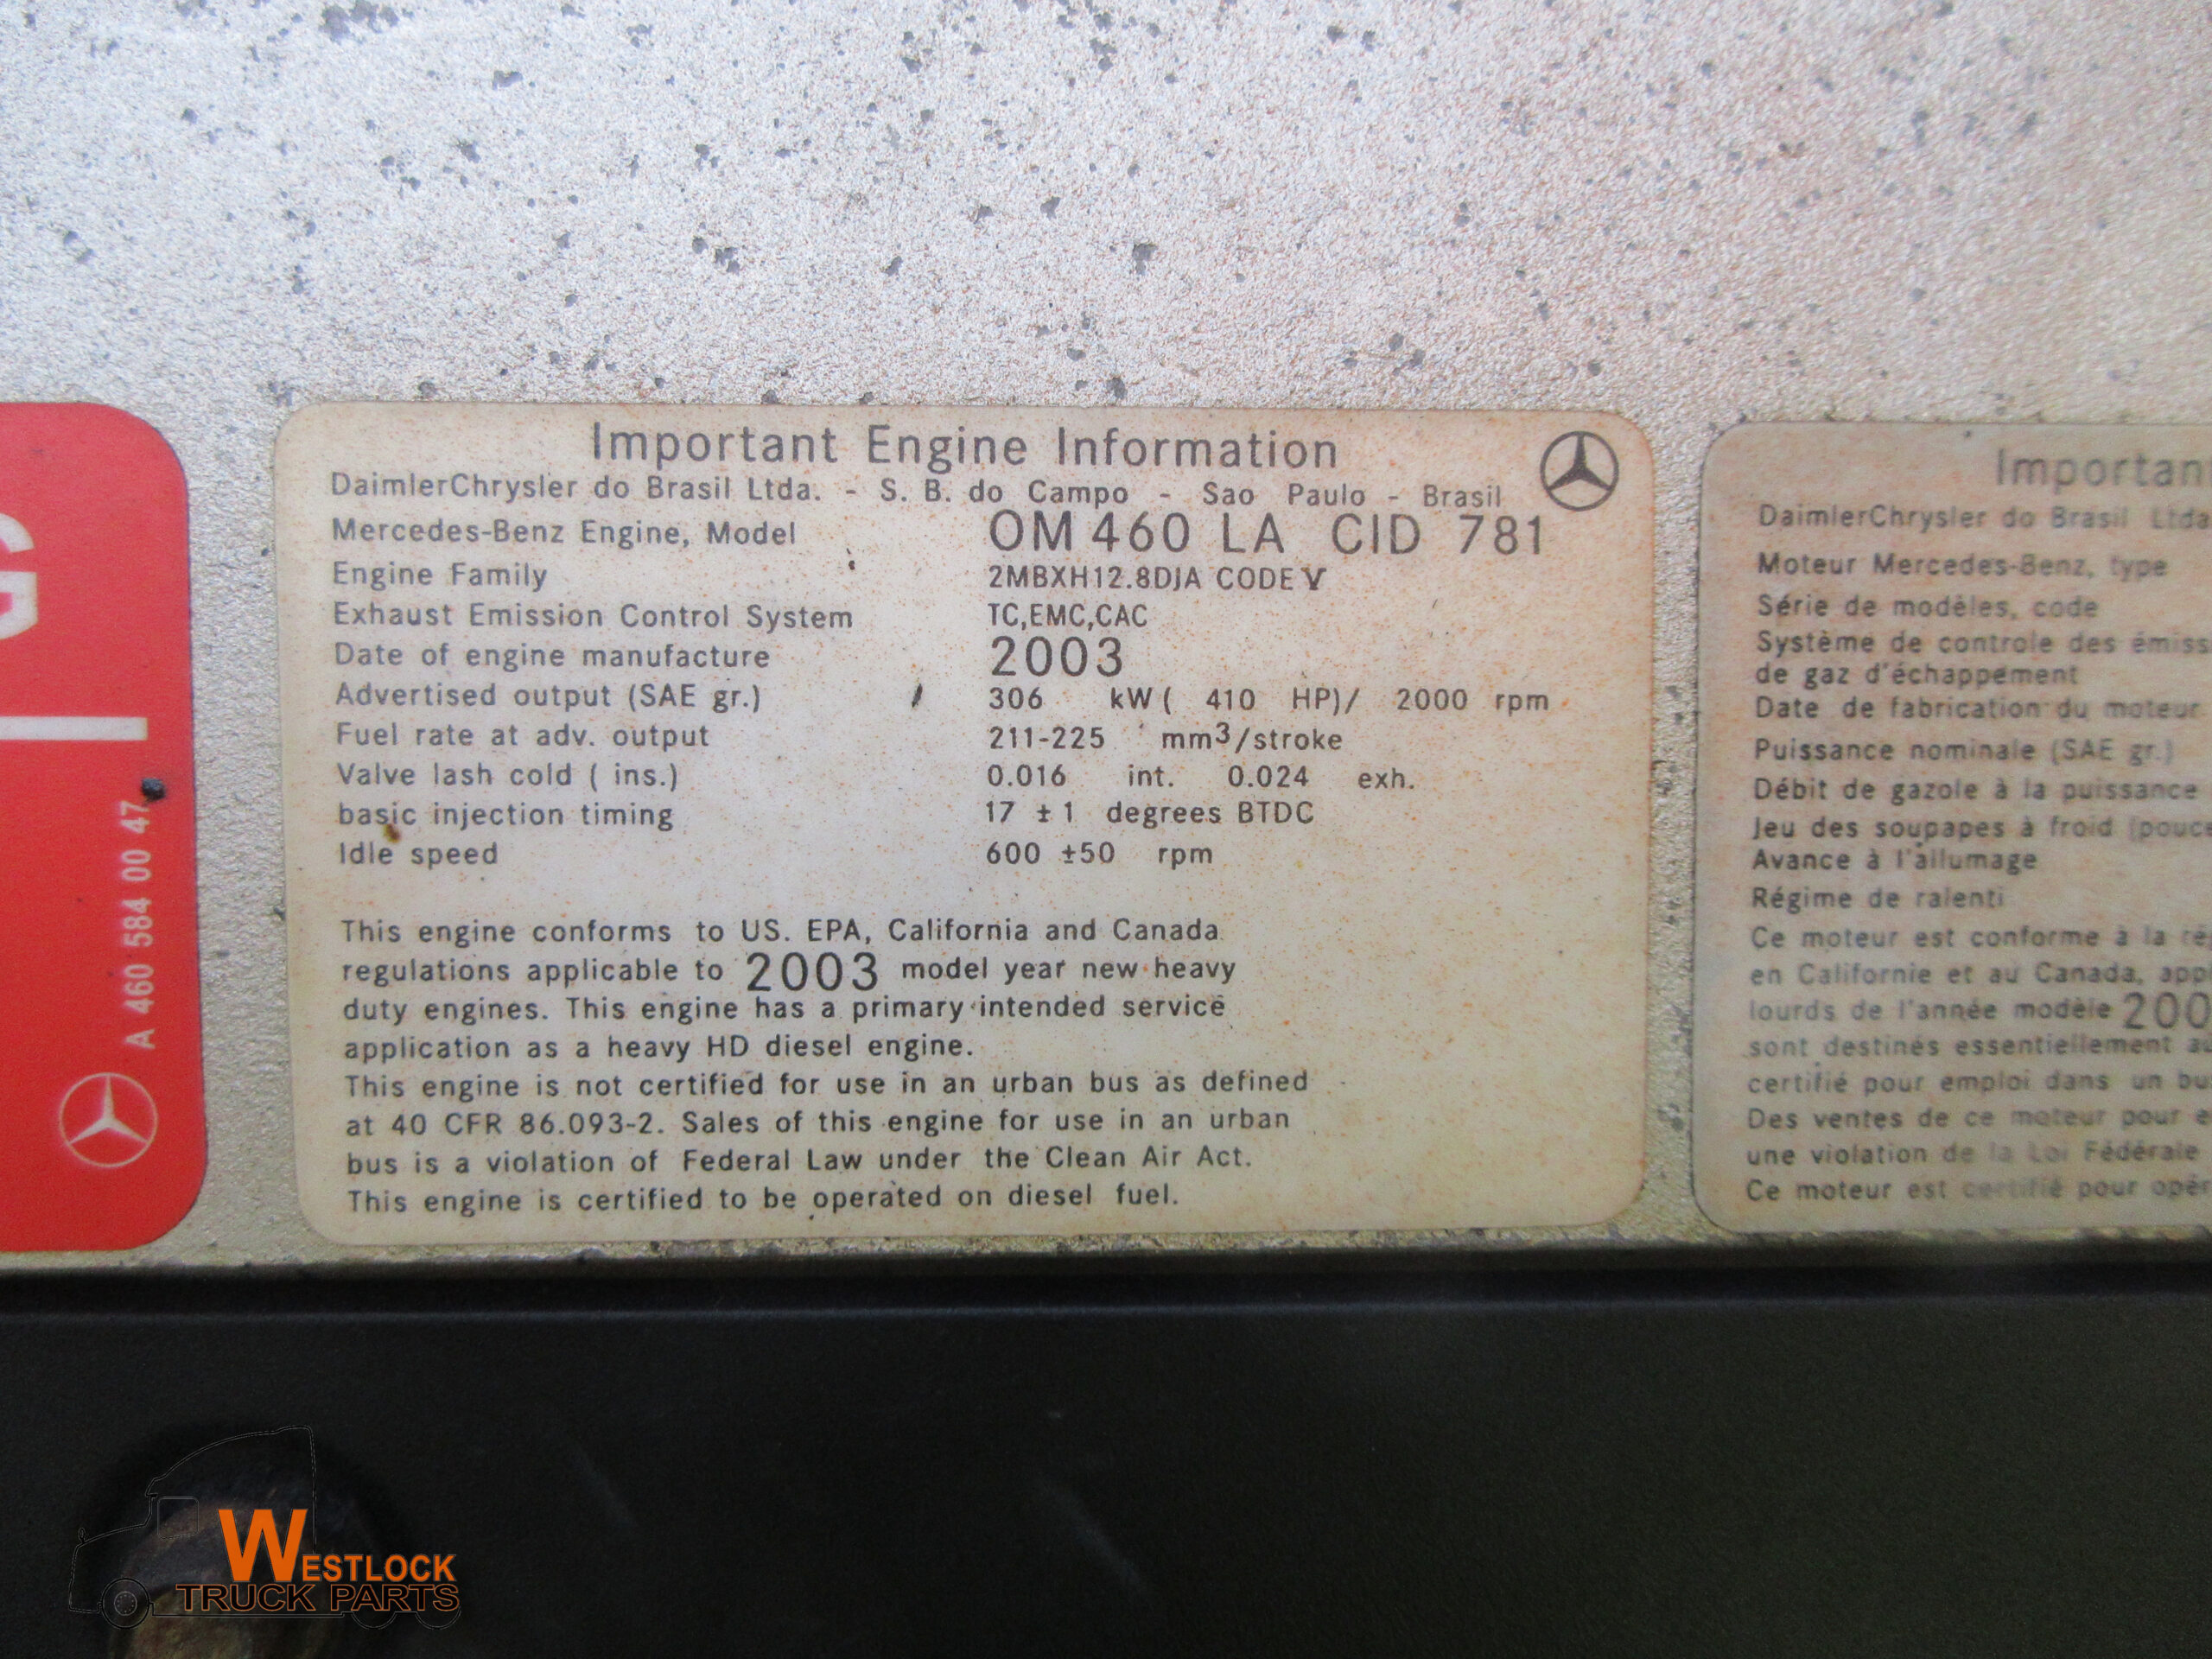 G
A 460 584 00 47
Important Engine Information
DaimlerChrysler do Brasil Ltda. - S. B. do Campo - Sao Paulo - Brasil
Mercedes-Benz Engine, Model OM 460 LA CID 781
Engine Family 2MBXH12.8DJA CODE V
Exhaust Emission Control System TC,EMC,CAC
Date of engine manufacture 2003
Advertised output (SAE gr.) 306 kW ( 410 HP)/ 2000 rpm
Fuel rate at adv. output 211-225 mm3/stroke
Valve lash cold ( ins.) 0.016 int. 0.024 exh.
basic injection timing 17 ±1 degrees BTDC
Idle speed 600 ±50 rpm
This engine conforms to US. EPA, California and Canada
regulations applicable to 2003 model year new heavy
duty engines. This engine has a primary intended service
application as a heavy HD diesel engine.
This engine is not certified for use in an urban bus as defined
at 40 CFR 86.093-2. Sales of this engine for use in an urban
bus is a violation of Federal Law under the Clean Air Act.
This engine is certified to be operated on diesel fuel.
Important
DaimlerChrysler do Brasil Ltda
Moteur Mercedes-Benz, type
Série de modèles, code
Système de controle des émiss
de gaz d'échappement
Date de fabrication du moteur
Puissance nominale (SAE gr.)
Débit de gazole à la puissance
Jeu des soupapes à froid (pouce
Avance à l'allumage
Régime de ralenti
Ce moteur est conforme à la ré
en Californie et au Canada, app
lourds de l'année modèle 200
sont destinés essentiellement au
certifié pour emploi dans un bu
Des ventes de ce moteur pour e
une violation de la Loi Fédérale
Ce moteur est certifié pour opér
WESTLOCK
TRUCK PARTS